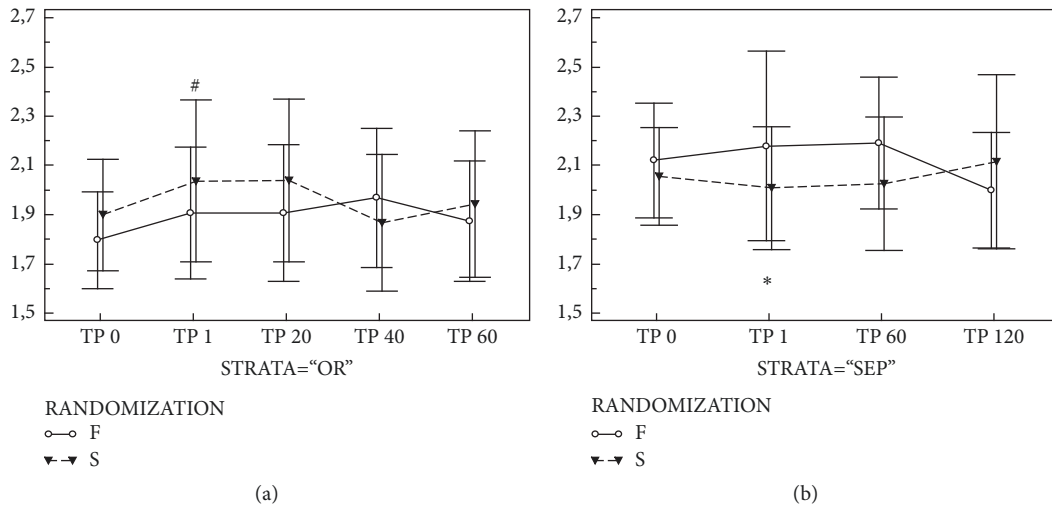 2,7
2,5
2,3
2,1
1,9
1,7
1,5
#
TP 0 TP 1 TP 20 TP 40 TP 60
STRATA=“OR”
RANDOMIZATION
F
S
(a)
2,7
2,5
2,3
2,1
1,9
1,7
1,5
*
TP 0 TP 1 TP 60 TP 120
STRATA=“SEP”
RANDOMIZATION
F
S
(b)